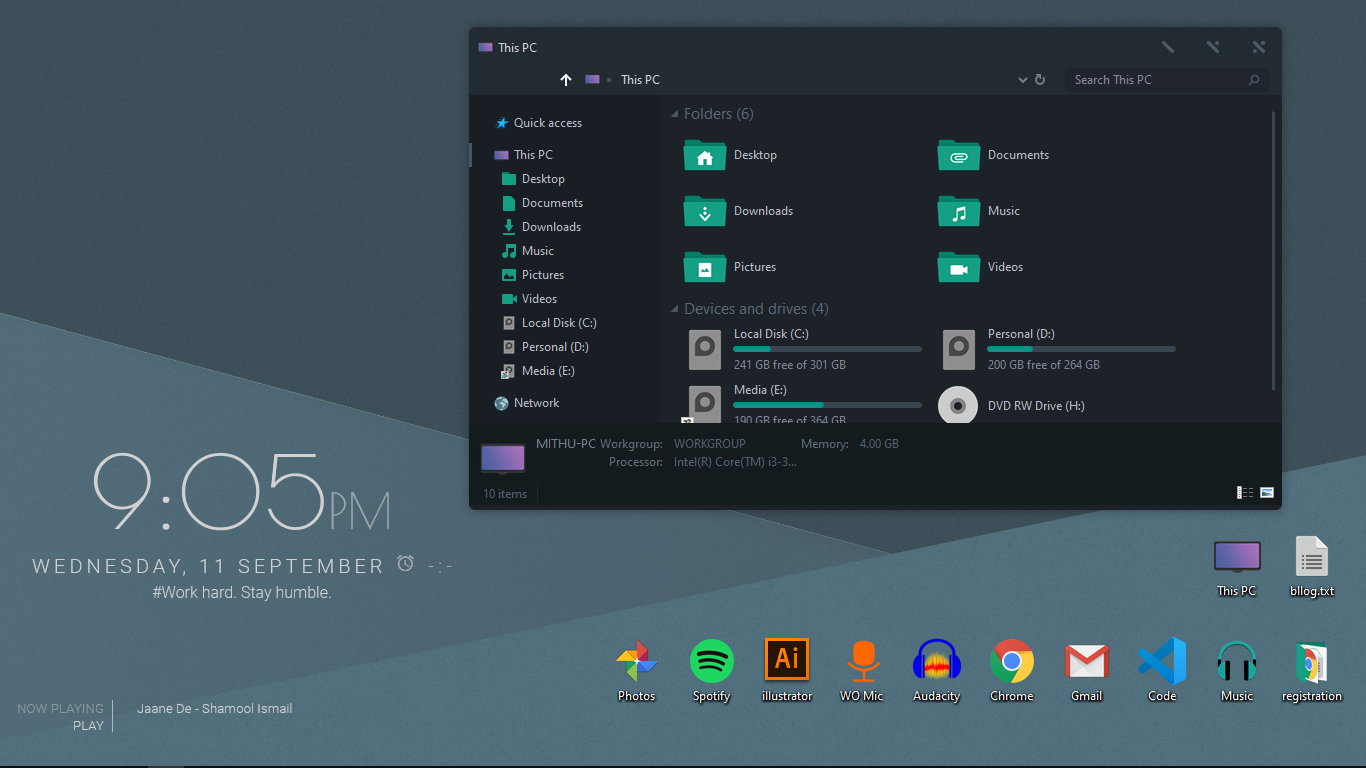 This PC
This PC
Search This PC
Quick access
This PC
Desktop
Documents
Downloads
Music
Pictures
Videos
Local Disk (C:)
Personal (D:)
Media (E:)
Network
Folders (6)
Desktop
Documents
Downloads
Music
Pictures
Videos
Devices and drives (4)
Local Disk (C:)
241 GB free of 301 GB
Personal (D:)
200 GB free of 264 GB
Media (E:)
190 GB free of 364 GB
DVD RW Drive (H:)
MITHU-PC Workgroup: WORKGROUP Memory: 4.00 GB
Processor: Intel(R) Core(TM) i3-3...
10 items
9:05PM
WEDNESDAY, 11 SEPTEMBER -:-
#Work hard. Stay humble.
This PC
bllog.txt
Ai
Photos
Spotify
illustrator
WO Mic
Audacity
Chrome
Gmail
Code
Music
registration
NOW PLAYING
PLAY
Jaane De - Shamool Ismail